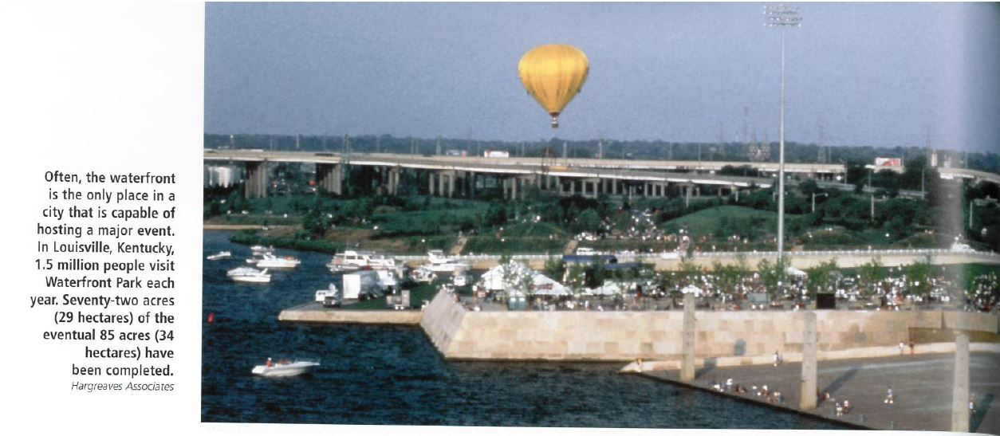 Often, the waterfront
is the only place in a
city that is capable of
hosting a major event.
In Louisville, Kentucky,
1.5 million people visit
Waterfront Park each
year. Seventy-two acres
(29 hectares) of the
eventual 85 acres (34
hectares) have
been completed.
Hargreaves Associates